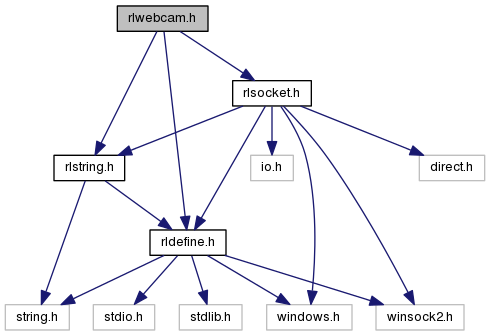 rlwebcam.h
rlsocket.h
rlstring.h
io.h
direct.h
rldefine.h
string.h
stdio.h
stdlib.h
windows.h
winsock2.h